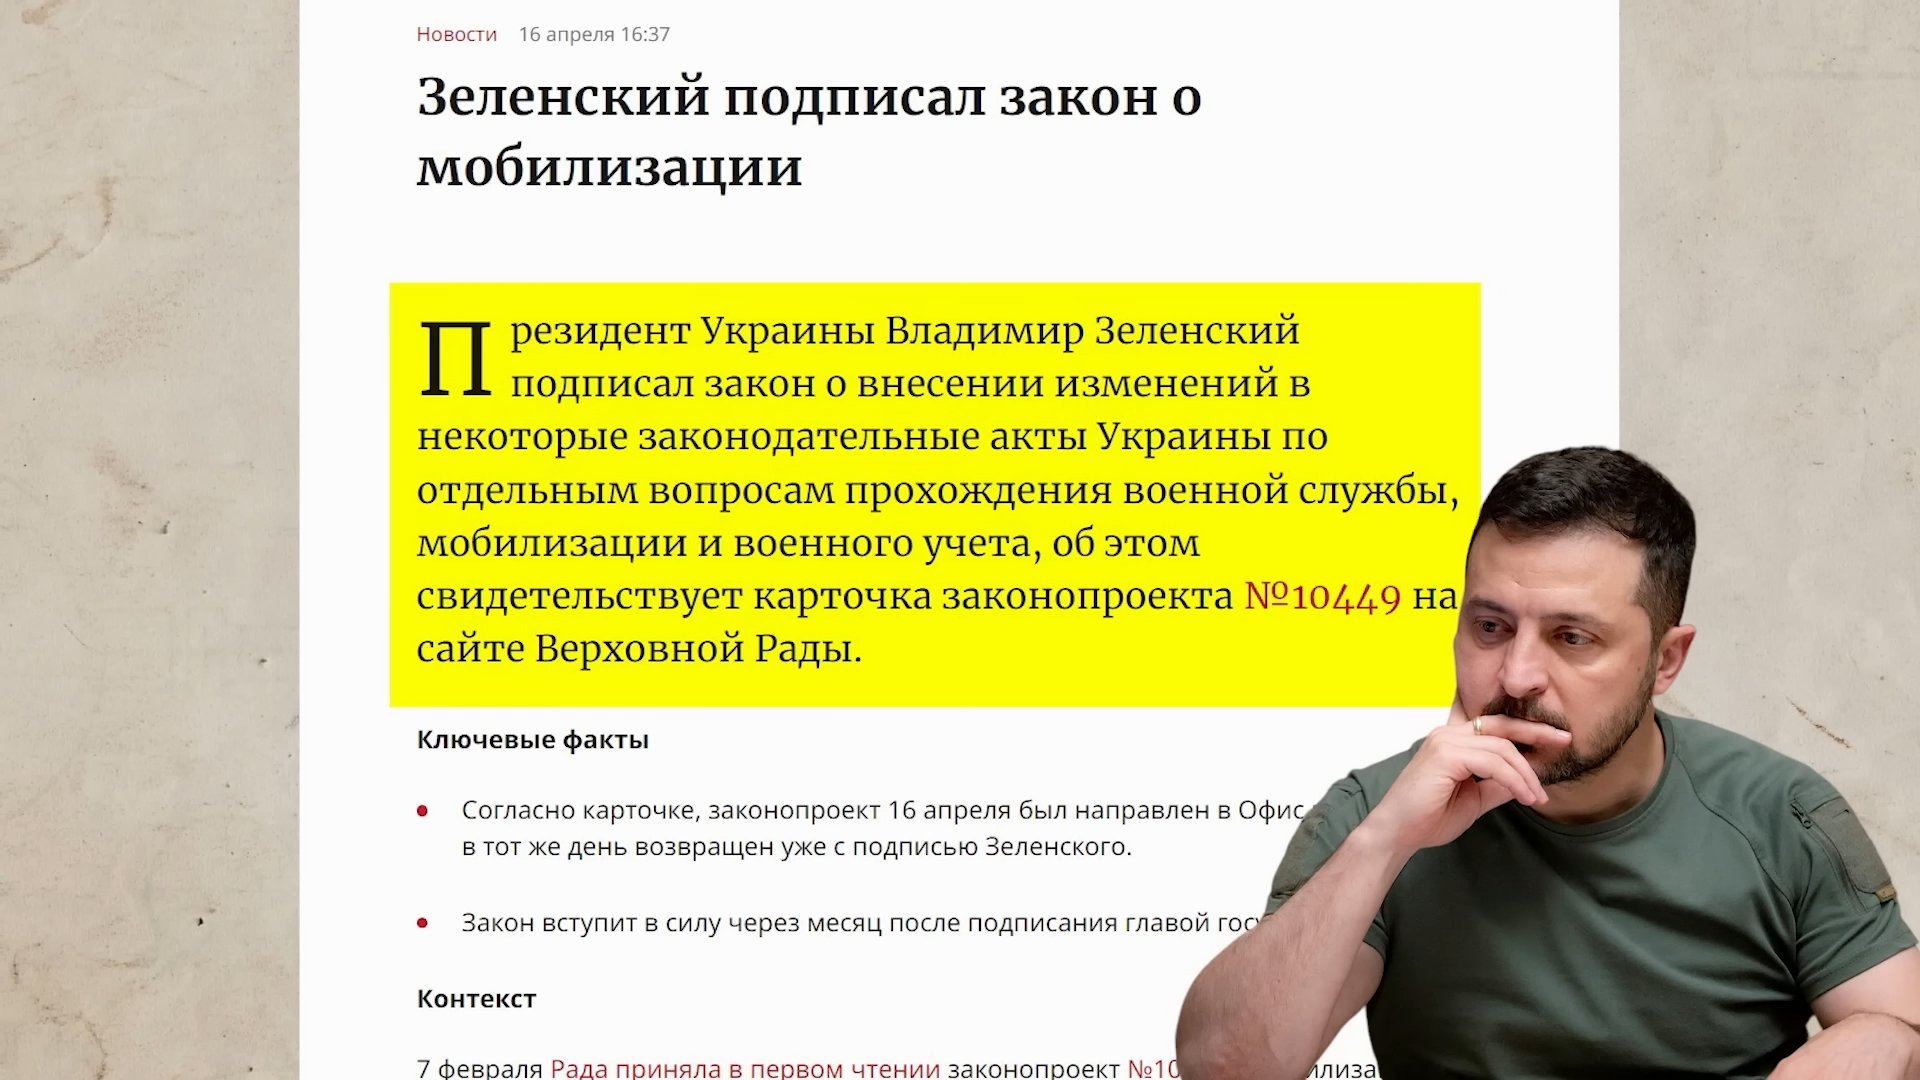 Новости 16 апреля 16:37
Зеленский подписал закон о
мобилизации
Президент Украины Владимир Зеленский
подписал закон о внесении изменений в
некоторые законодательные акты Украины по
отдельным вопросам прохождения военной службы,
мобилизации и военного учета, об этом
свидетельствует карточка законопроекта №10449 на
сайте Верховной Рады.
Ключевые факты
Согласно карточке, законопроект 16 апреля был направлен в Офис
в тот же день возвращен уже с подписью Зеленского.
Закон вступит в силу через месяц после подписания главой
Контекст
7 февраля Рада приняла в первом чтении законопроект